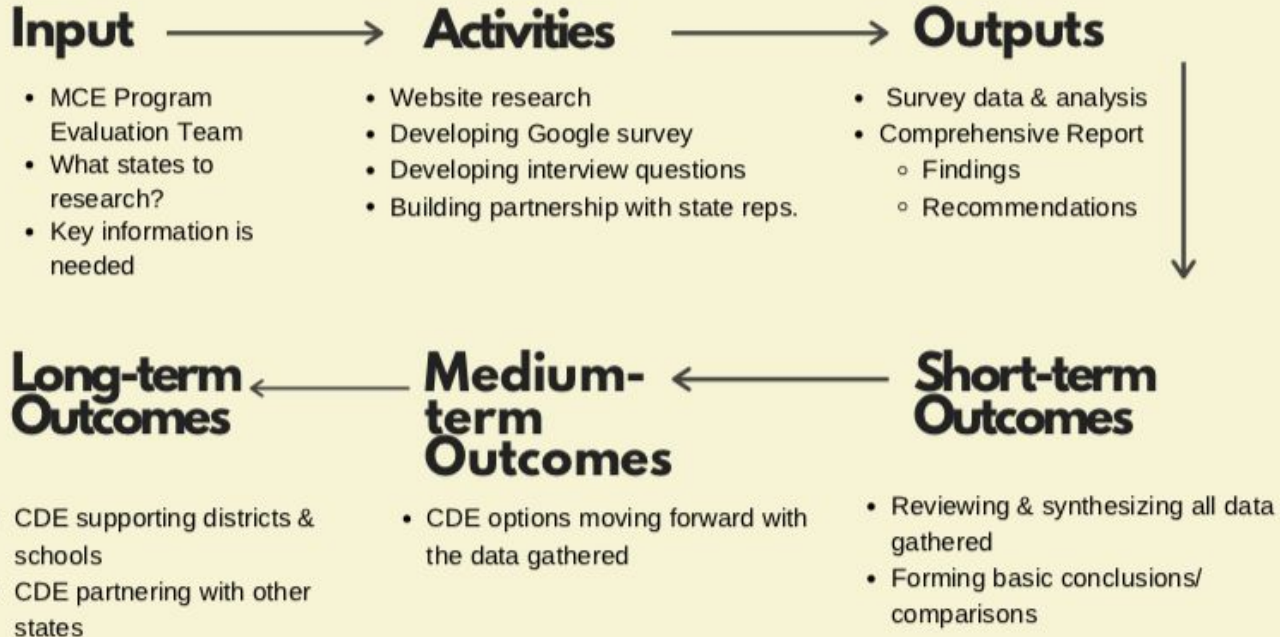 Input
• MCE Program
Evaluation Team
• What states to
research?
• Key information is
needed
Activities
• Website research
• Developing Google survey
• Developing interview questions
• Building partnership with state reps.
Outputs
• Survey data & analysis
• Comprehensive Report
◦ Findings
◦ Recommendations
Short-term
Outcomes
• Reviewing & synthesizing all data
gathered
• Forming basic conclusions/
comparisons
Medium-
term
Outcomes
• CDE options moving forward with
the data gathered
Long-term
Outcomes
CDE supporting districts &
schools
CDE partnering with other
states